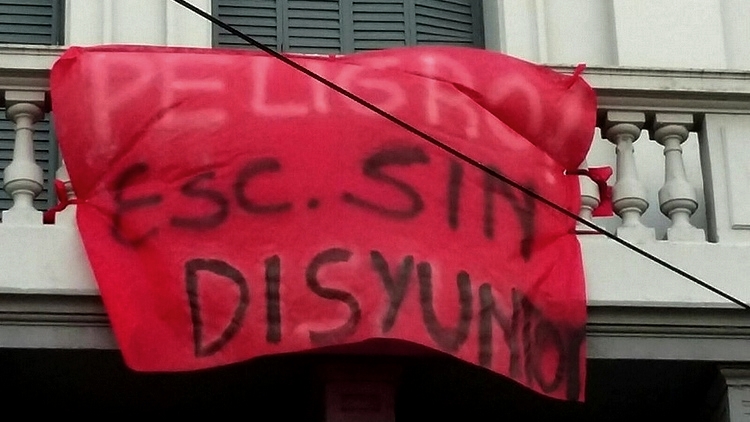 PELIGRO
ESC. SIN
DISYUNTOR